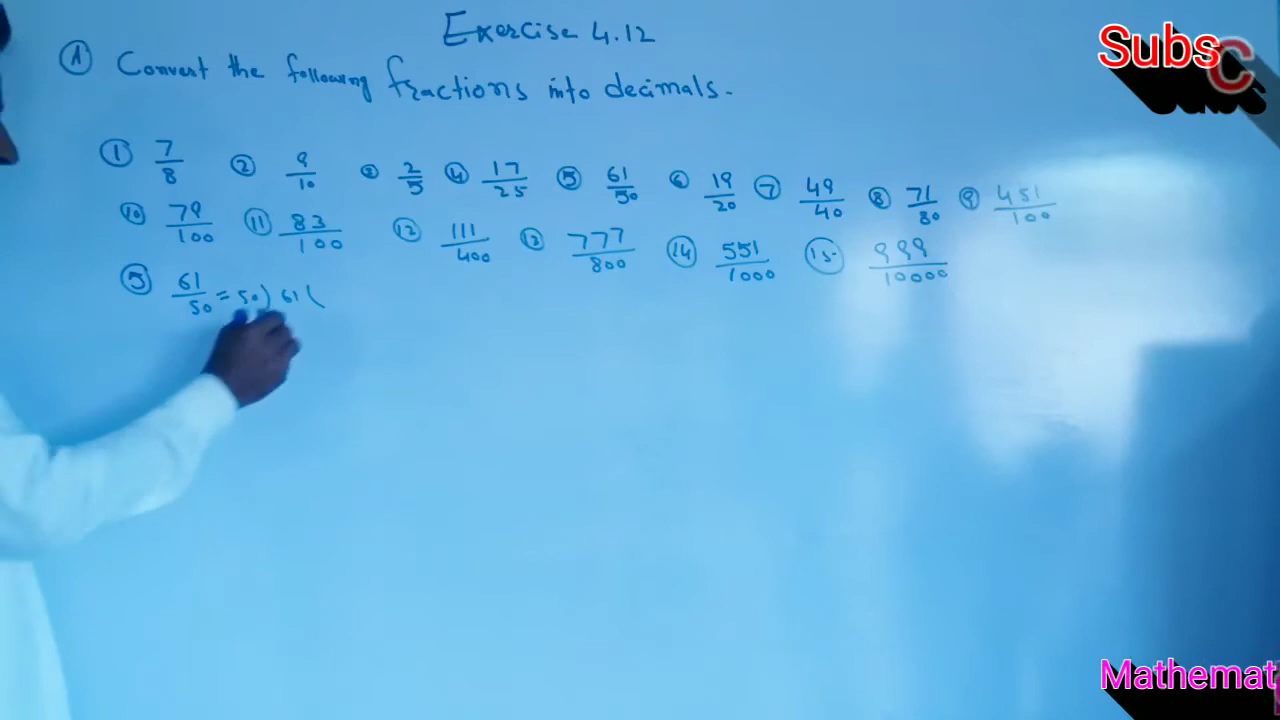 Exercise 4.12
Subs C
A Convert the following fractions into decimals.
1 7/8 2 9/10 3 2/5 4 17/25 5 61/50 6 19/20 7 49/40 8 71/80 9 451/100
10 79/100 11 83/100 12 111/400 13 777/800 14 551/1000 15. 999/10000
5 61/50 = 50) 61 (
Mathemat